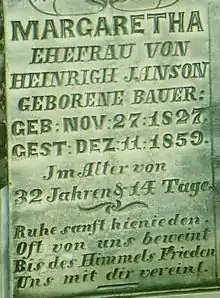 MARGARETHA
EHEFRAU VON
HEINRIGH JANSON
GEBORENE BAUER:
GEB: NOV: 27: 1827.
GEST: DEZ: 11: 1859.
Im Alter von
32 Jahren & 14 Tage.
Ruhe sanft hienieden.
Oft von uns beweint
Bis des Himmels Frieden
Uns mit dir vereint.